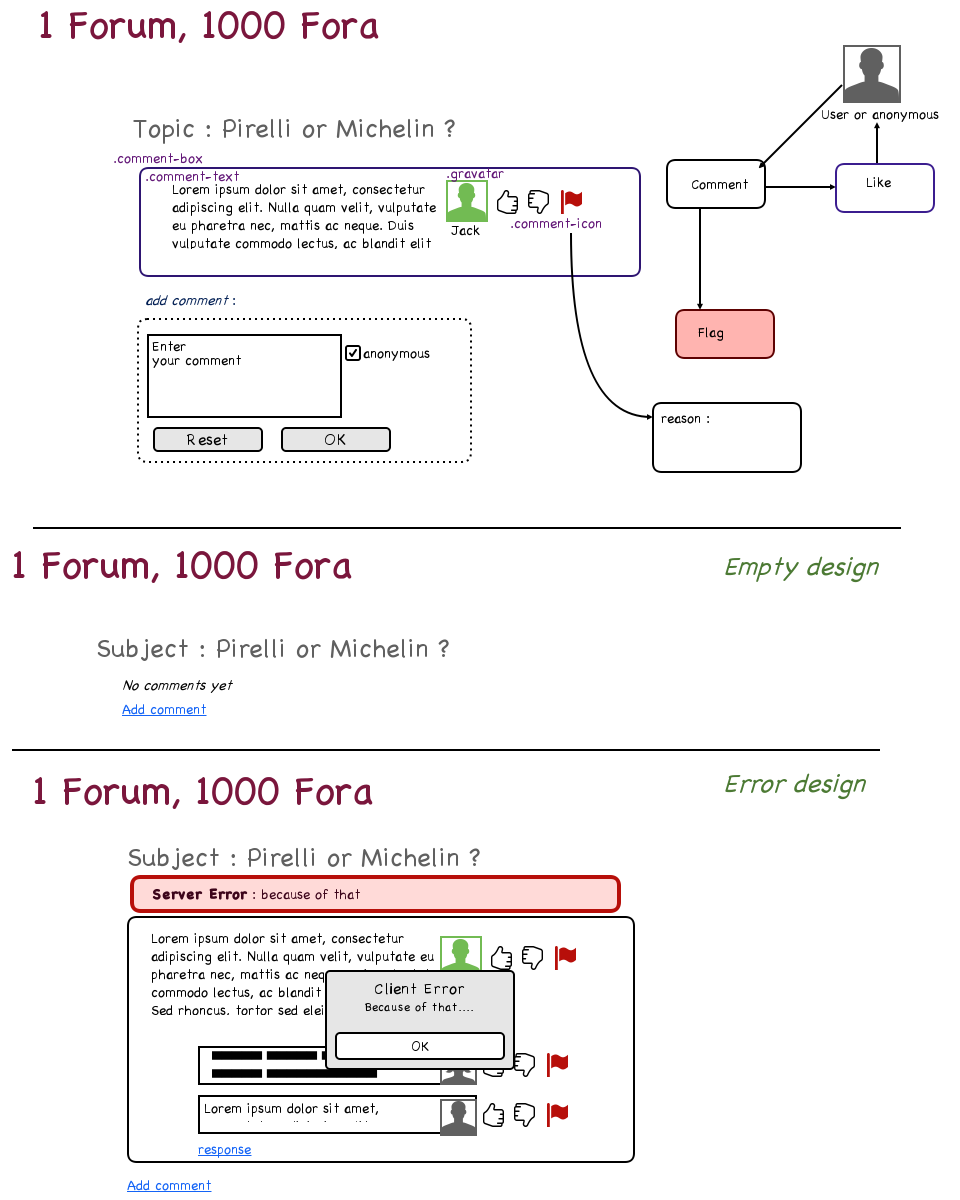 1 Forum, 1000 Fora
User or anonymous
Topic : Pirelli or Michelin ?
.comment-box
.comment-text
.gravatar
Lorem ipsum dolor sit amet, consectetur
adipiscing elit. Nulla quam velit, vulputate
eu pharetra nec, mattis ac neque. Duis
vulputate commodo lectus, ac blandit elit
Jack
.comment-icon
Comment
Like
add comment :
Enter
your comment
anonymous
Reset
OK
Flag
reason :
1 Forum, 1000 Fora
Empty design
Subject : Pirelli or Michelin ?
No comments yet
Add comment
1 Forum, 1000 Fora
Error design
Subject : Pirelli or Michelin ?
Server Error : because of that
Lorem ipsum dolor sit amet, consectetur
adipiscing elit. Nulla quam velit, vulputate eu
pharetra nec, mattis ac
commodo lectus, ac blandit
Sed rhoncus, tortor sed
Client Error
Because of that....
OK
Lorem ipsum dolor sit amet,
response
Add comment